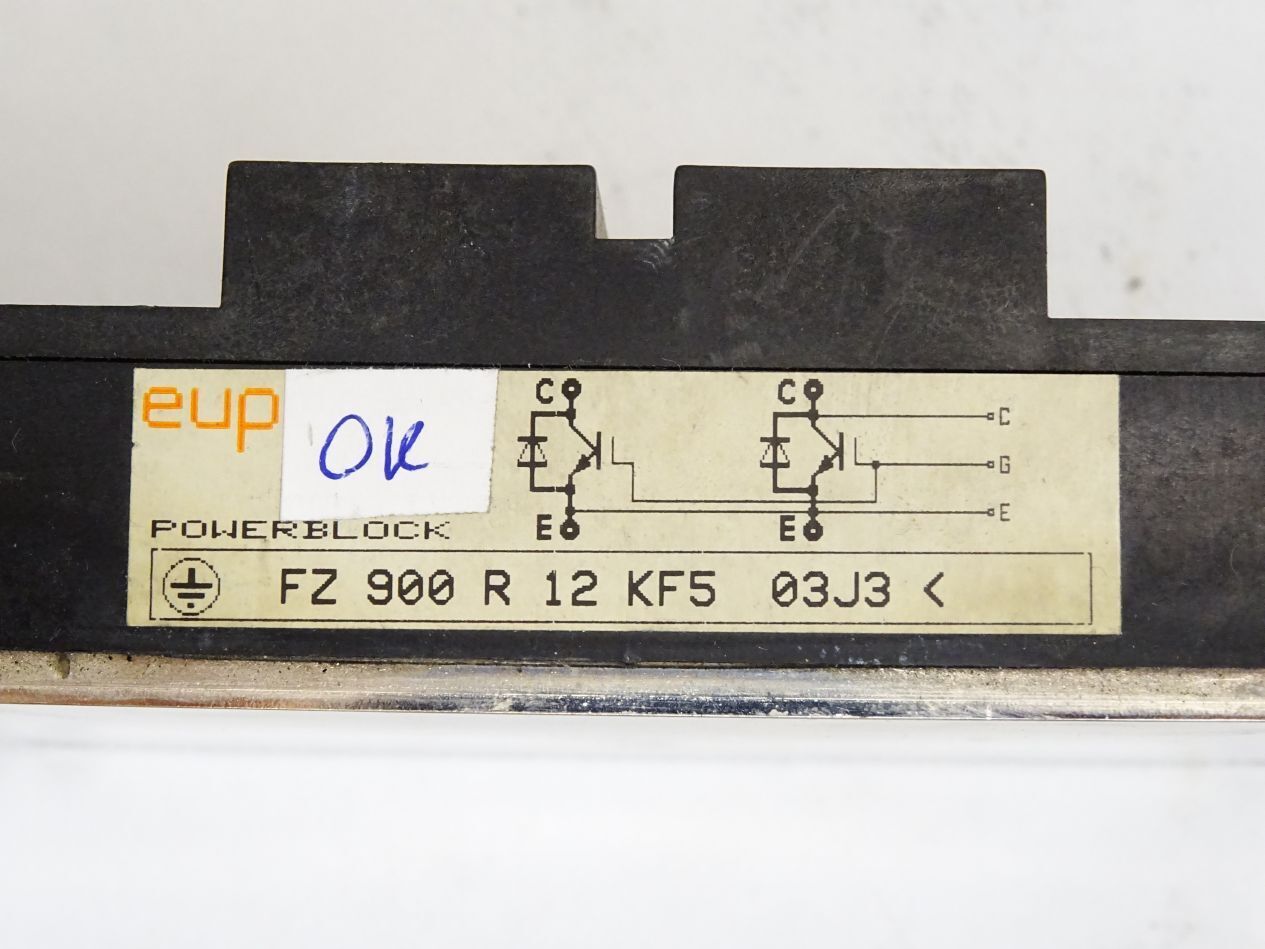 eup
OK
C C C
G
E E E
POWERBLOCK
FZ 900 R 12 KF5 03J3 <